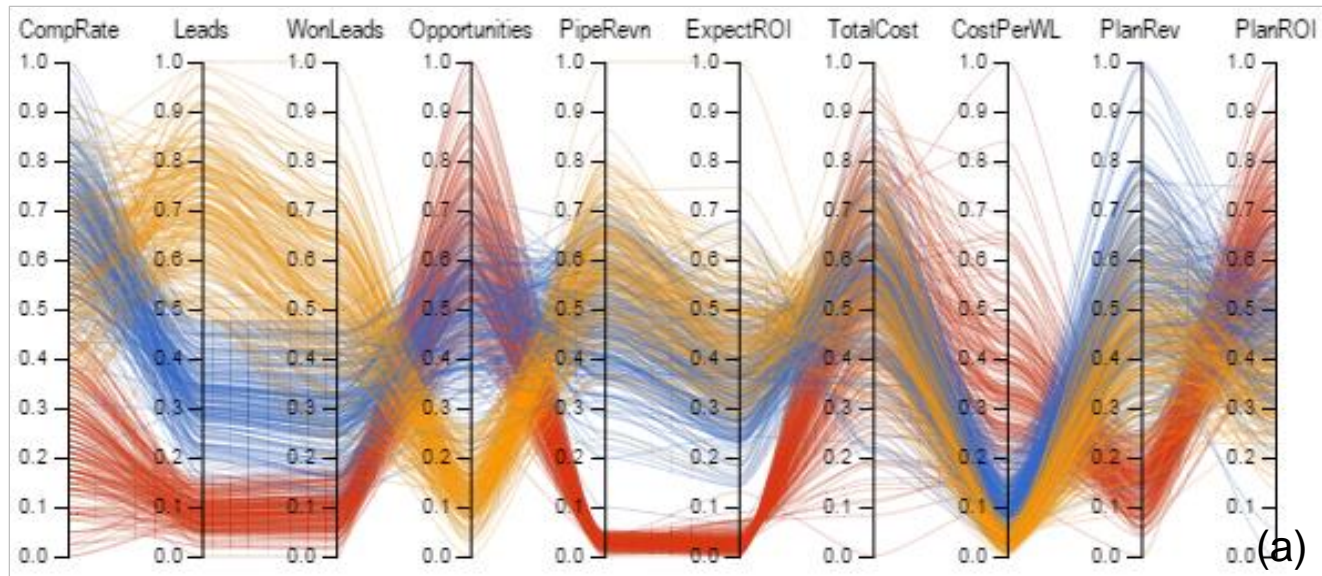 CompRate Leads WonLeads Opportunities PipeRevn ExpectROI TotalCost CostPerWL PlanRev PlanROI
1.0 1.0 1.0 1.0 1.0 1.0 1.0 1.0 1.0 1.0
0.9 0.9 0.9 0.9 0.9 0.9 0.9 0.9 0.9 0.9
0.8 0.8 0.8 0.8 0.8 0.8 0.8 0.8 0.8 0.8
0.7 0.7 0.7 0.7 0.7 0.7 0.7 0.7 0.7 0.7
0.6 0.6 0.6 0.6 0.6 0.6 0.6 0.6 0.6 0.6
0.5 0.5 0.5 0.5 0.5 0.5 0.5 0.5 0.5 0.5
0.4 0.4 0.4 0.4 0.4 0.4 0.4 0.4 0.4 0.4
0.3 0.3 0.3 0.3 0.3 0.3 0.3 0.3 0.3 0.3
0.2 0.2 0.2 0.2 0.2 0.2 0.2 0.2 0.2 0.2
0.1 0.1 0.1 0.1 0.1 0.1 0.1 0.1 0.1 0.1
0.0 0.0 0.0 0.0 0.0 0.0 0.0 0.0 0.0 0.0 (a)